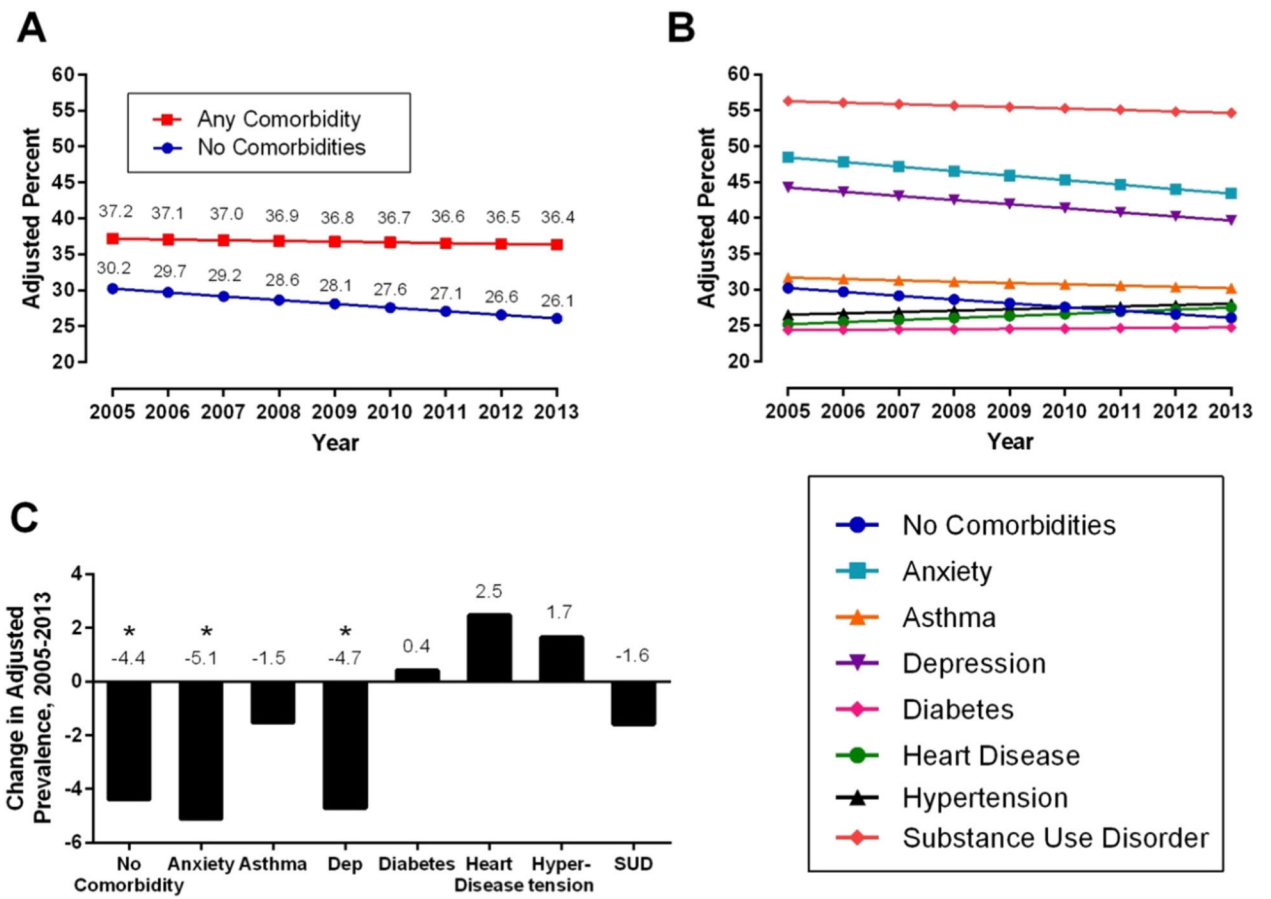 A
Adjusted Percent
60
55
50
45
40
35
30
25
20
Any Comorbidity
No Comorbidities
37.2 37.1 37.0 36.9 36.8 36.7 36.6 36.5 36.4
30.2 29.7 29.2 28.6 28.1 27.6 27.1 26.6 26.1
2005 2006 2007 2008 2009 2010 2011 2012 2013
Year
B
Adjusted Percent
60
55
50
45
40
35
30
25
20
2005 2006 2007 2008 2009 2010 2011 2012 2013
Year
No Comorbidities
Anxiety
Asthma
Depression
Diabetes
Heart Disease
Hypertension
Substance Use Disorder
C
Change in Adjusted
Prevalence, 2005-2013
4
2
0
-2
-4
-6
* * *
-4.4 -5.1 -1.5 -4.7 0.4 2.5 1.7 -1.6
No Anxiety Asthma Dep Diabetes Heart Hyper- SUD
Comorbidity Disease tension